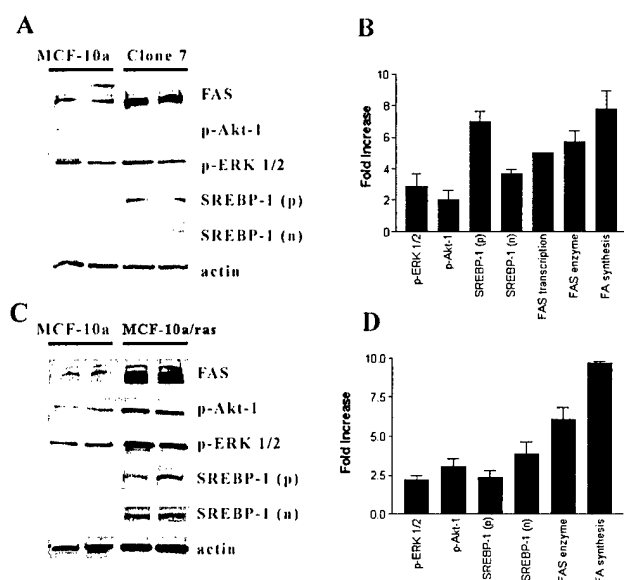 A
MCF-10a Clone 7
FAS
p-Akt-1
p-ERK 1/2
SREBP-1 (p)
SREBP-1 (n)
actin
B
Fold Increase
10
8
6
4
2
0
p-ERK 1/2
p-Akt-1
SREBP-1 (p)
SREBP-1 (n)
FAS transcription
FAS enzyme
FA synthesis
C
MCF-10a MCF-10a/ras
FAS
p-Akt-1
p-ERK 1/2
SREBP-1 (p)
SREBP-1 (n)
actin
D
Fold Increase
10.0
7.5
5.0
2.5
0.0
p-ERK 1/2
p-Akt-1
SREBP-1 (p)
SREBP-1 (n)
FAS enzyme
FA synthesis